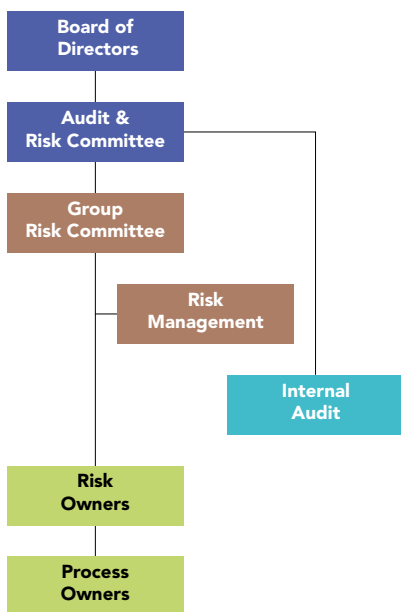 Board of
Directors
Audit &
Risk Committee
Group
Risk Committee
Risk
Management
Internal
Audit
Risk
Owners
Process
Owners